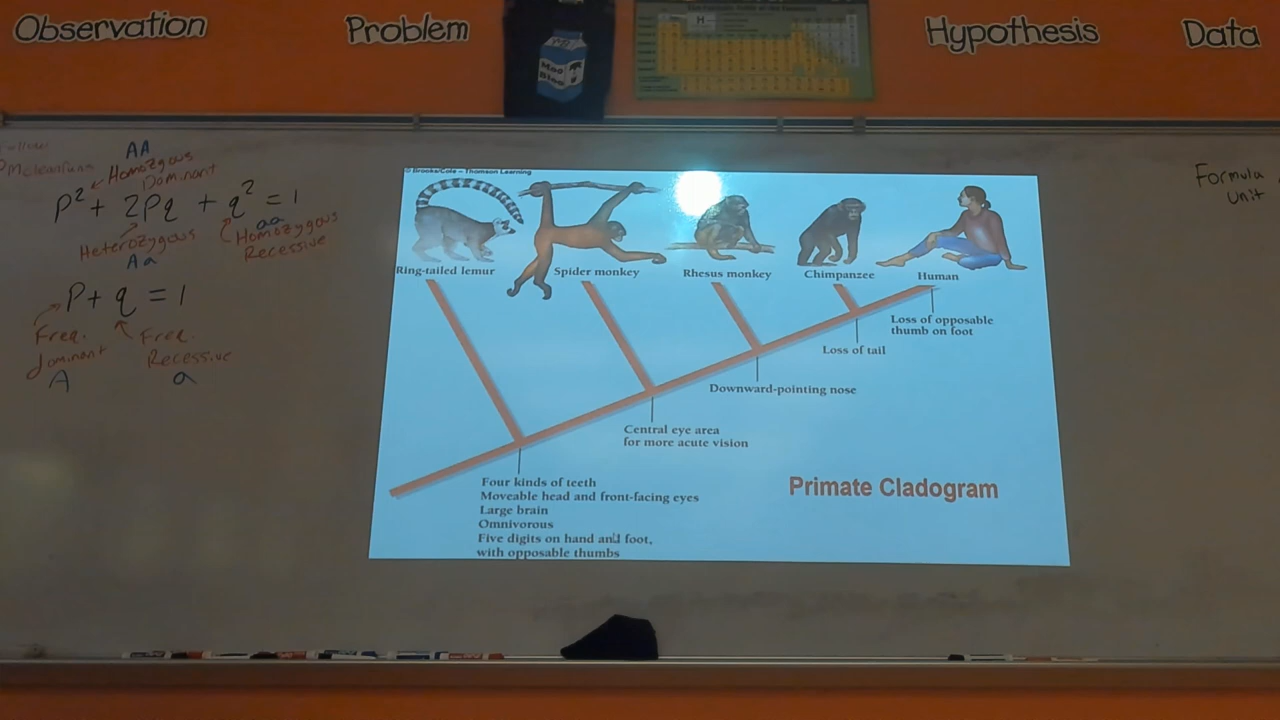 Observation
Problem
Hypothesis
Data
Moo
H
AA
Homozygous
Dominant
P² + 2Pq + q² = 1
Heterozygous
Aa
aa
Homozygous
Recessive
P + q = 1
Freq.
dominant
A
Freq.
Recessive
a
Formula
Unit
© Brooks/Cole – Thomson Learning
Ring-tailed lemur
Spider monkey
Rhesus monkey
Chimpanzee
Human
Loss of opposable
thumb on foot
Loss of tail
Downward-pointing nose
Central eye area
for more acute vision
Four kinds of teeth
Moveable head and front-facing eyes
Large brain
Omnivorous
Five digits on hand and foot,
with opposable thumbs
Primate Cladogram